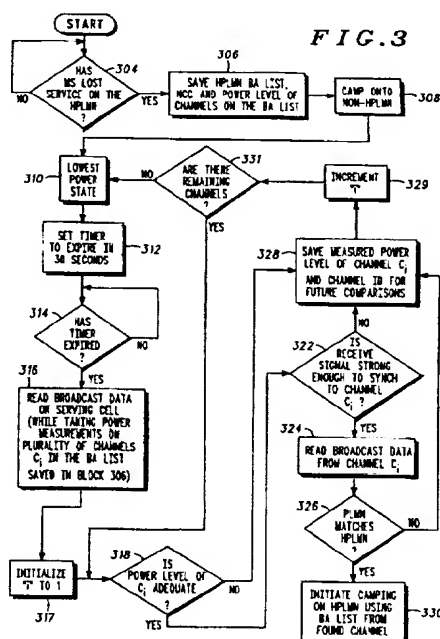 START
FIG.3
304
HAS
MS LOST
SERVICE ON THE
HPLMN
?
NO
YES
306
SAVE HPLMN BA LIST,
NCC AND POWER LEVEL OF
CHANNELS ON THE BA LIST
CAMP ONTO
NON-HPLMN
308
310
LOWEST
POWER
STATE
NO
331
ARE THERE
REMAINING
CHANNELS
?
YES
INCREMENT
"i"
329
SET TIMER
TO EXPIRE IN
30 SECONDS
312
328
SAVE MEASURED POWER
LEVEL OF CHANNEL Ci
AND CHANNEL ID FOR
FUTURE COMPARISONS
314
HAS
TIMER
EXPIRED
?
NO
YES
NO
322
IS
RECEIVE
SIGNAL STRONG
ENOUGH TO SYNCH
TO CHANNEL
Ci
?
YES
316
READ BROADCAST DATA
ON SERVING CELL
(WHILE TAKING POWER
MEASUREMENTS ON
PLURALITY OF CHANNELS
Ci IN THE BA LIST
SAVED IN BLOCK 306)
324
READ BROADCAST DATA
FROM CHANNEL Ci
326
PLMN
MATCHES
HPLMN
?
NO
YES
INITIALIZE
"i" TO 1
317
318
IS
POWER LEVEL OF
Ci ADEQUATE
?
NO
YES
INITIATE CAMPING
ON HPLMN USING
BA LIST FROM
FOUND CHANNEL
330